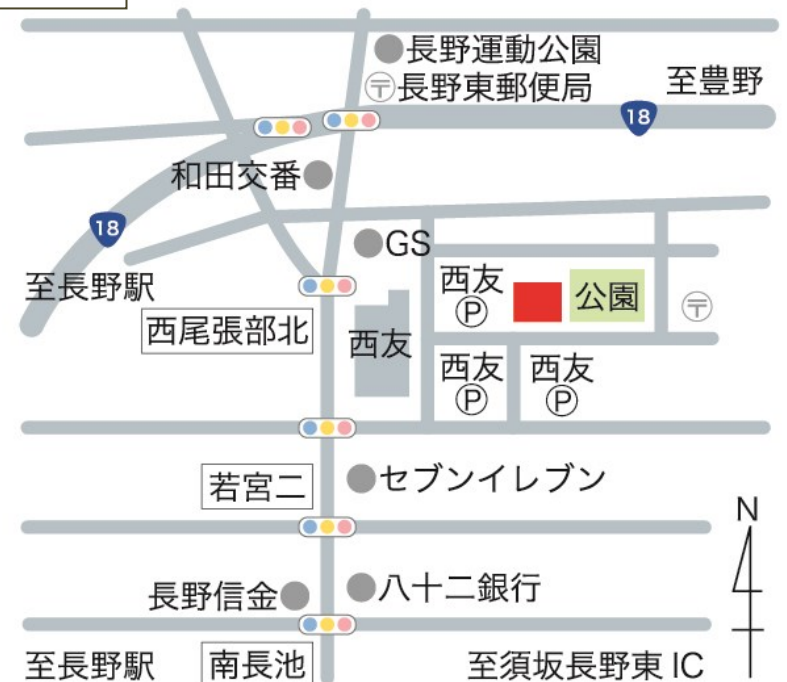 長野運動公園
〒長野東郵便局
至豊野
18
和田交番
18
GS
至長野駅
西友
P
公園
〒
西尾張部北
西友
西友
P
西友
P
若宮二
セブンイレブン
N
長野信金
八十二銀行
至長野駅
南長池
至須坂長野東 IC